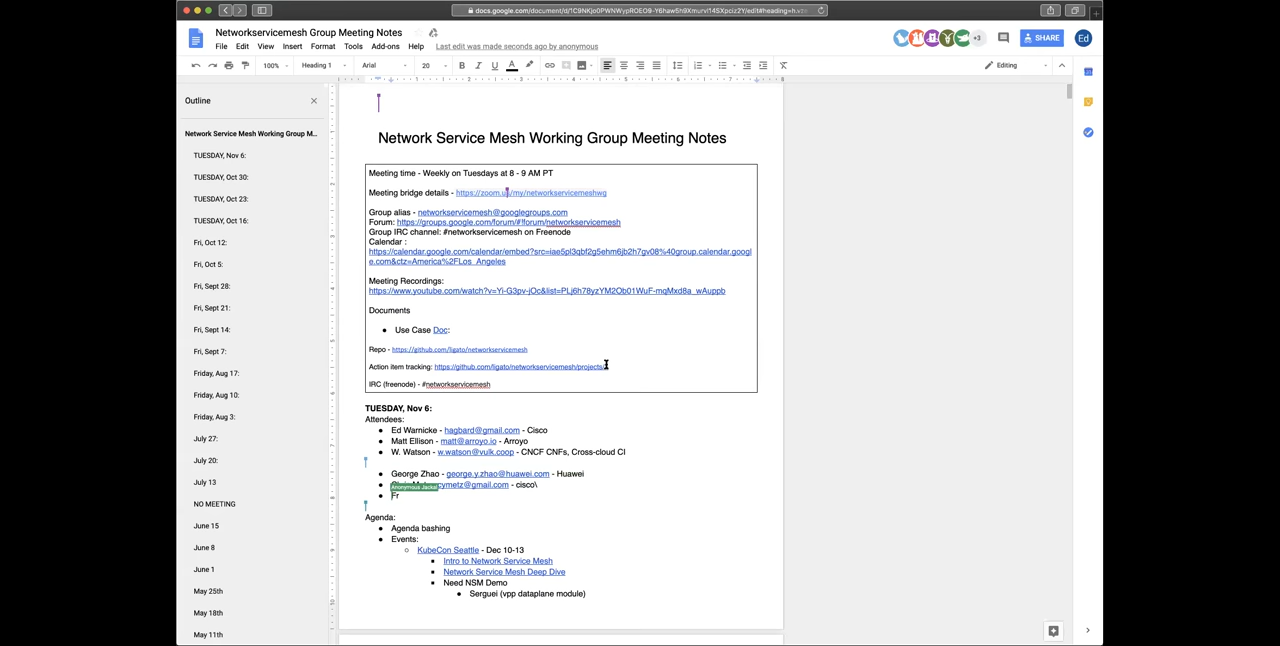 docs.google.com/document/d/1C9NKjo0PWNWypROEO9-Y6haw5h9Xmurvl14SXpciz2Y/edit#heading=h.
Networkservicemesh Group Meeting Notes
+3
SHARE
Ed
File Edit View Insert Format Tools Add-ons Help Last edit was made seconds ago by anonymous
100% Heading 1 Arial 20 B I U A Editing
Outline
Network Service Mesh Working Group M...
TUESDAY, Nov 6:
TUESDAY, Oct 30:
TUESDAY, Oct 23:
TUESDAY, Oct 16:
Fri, Oct 12:
Fri, Oct 5:
Fri, Sept 28:
Fri, Sept 21:
Fri, Sept 14:
Fri, Sept 7:
Friday, Aug 17:
Friday, Aug 10:
Friday, Aug 3:
July 27:
July 20:
July 13
NO MEETING
June 15
June 8
June 1
May 25th
May 18th
May 11th
Network Service Mesh Working Group Meeting Notes
Meeting time - Weekly on Tuesdays at 8 - 9 AM PT
Meeting bridge details - https://zoom.us/my/networkservicemeshwg
Group alias - networkservicemesh@googlegroups.com
Forum: https://groups.google.com/forum/#!forum/networkservicemesh
Group IRC channel: #networkservicemesh on Freenode
Calendar :
https://calendar.google.com/calendar/embed?src=iae5pl3qbf2g5ehm6jb2h7gv08%40group.calendar.googl
e.com&ctz=America%2FLos_Angeles
Meeting Recordings:
https://www.youtube.com/watch?v=Yi-G3pv-jOc&list=PLj6h78yzYM2Ob01WuF-mqMxd8a_wAuppb
Documents
● Use Case Doc:
Repo - https://github.com/ligato/networkservicemesh
Action item tracking: https://github.com/ligato/networkservicemesh/projects/
IRC (freenode) - #networkservicemesh
TUESDAY, Nov 6:
Attendees:
● Ed Warnicke - hagbard@gmail.com - Cisco
● Matt Ellison - matt@arroyo.io - Arroyo
● W. Watson - w.watson@vulk.coop - CNCF CNFs, Cross-cloud CI
● George Zhao - george.y.zhao@huawei.com - Huawei
● cymetz@gmail.com - cisco\
Anonymous Jackal
● Fr
Agenda:
● Agenda bashing
● Events:
○ KubeCon Seattle - Dec 10-13
■ Intro to Network Service Mesh
■ Network Service Mesh Deep Dive
■ Need NSM Demo
● Serguei (vpp dataplane module)